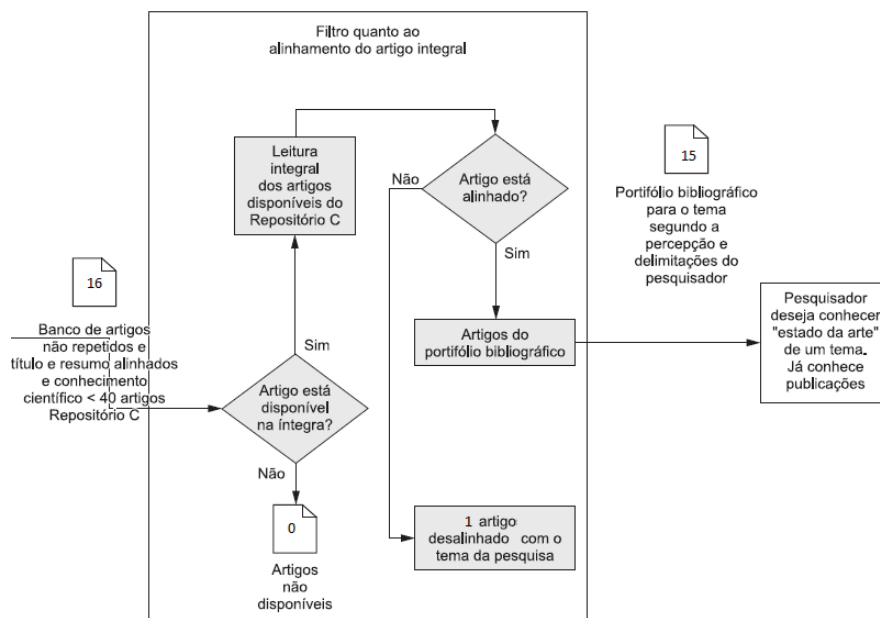 Filtro quanto ao
alinhamento do artigo integral
Leitura
integral
dos artigos
disponíveis do
Repositório C
Não
Artigo está
alinhado?
Sim
15
Portifólio bibliográfico
para o tema
segundo a
percepção e
delimitações do
pesquisador
16
Banco de artigos
não repetidos e
título e resumo alinhados
e conhecimento
científico < 40 artigos
Repositório C
Sim
Artigo está
disponível
na íntegra?
Não
Artigos do
portfólio bibliográfico
Pesquisador
deseja conhecer
"estado da arte"
de um tema.
Já conhece
publicações
0
Artigos
não
disponíveis
1 artigo
desalinhado com o
tema da pesquisa